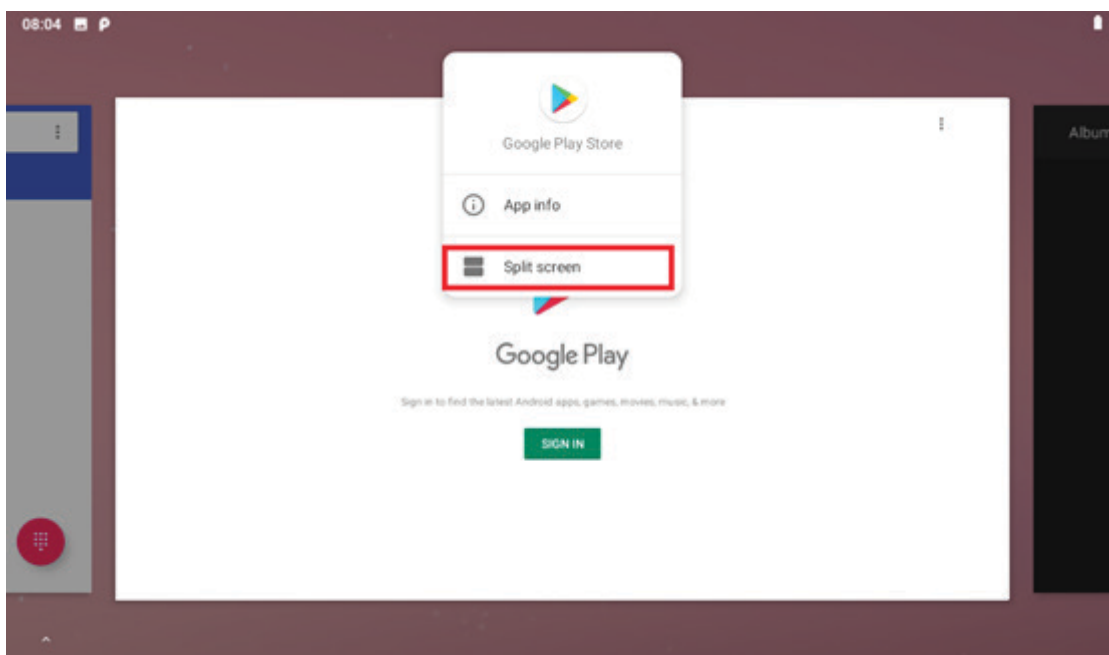 08:04
Album
Google Play Store
App info
Split screen
Google Play
Sign in to find the latest Android apps, games, movies, music, & more
SIGN IN